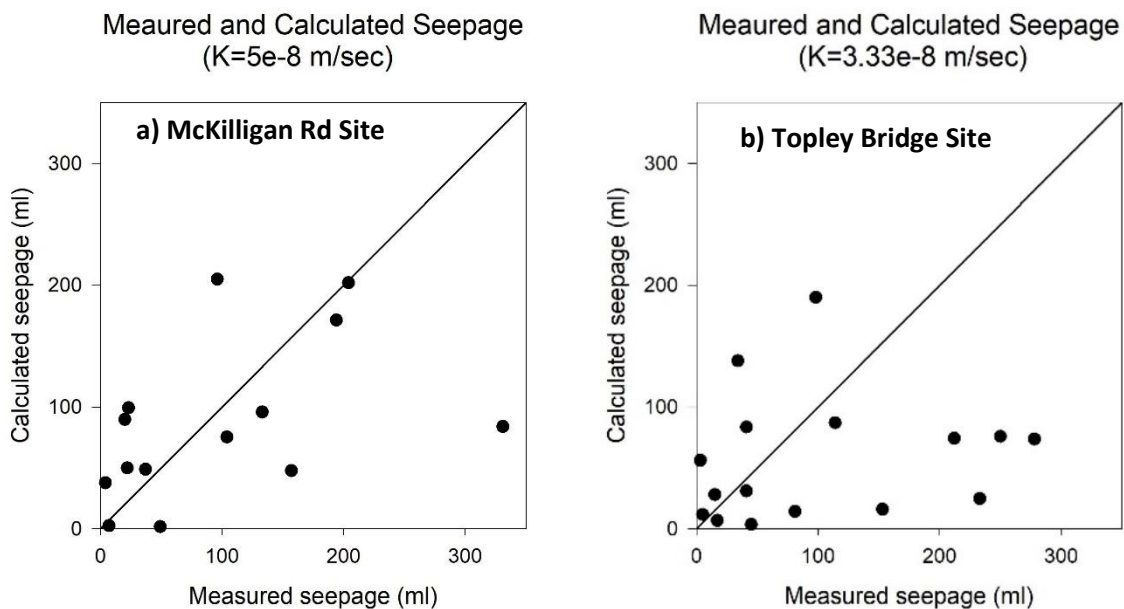 Meaured and Calculated Seepage
(K=5e-8 m/sec)
a) McKilligan Rd Site
300
200
100
0
Calculated seepage (ml)
0 100 200 300
Measured seepage (ml)
Meaured and Calculated Seepage
(K=3.33e-8 m/sec)
b) Topley Bridge Site
300
200
100
0
Calculated seepage (ml)
0 100 200 300
Measured seepage (ml)